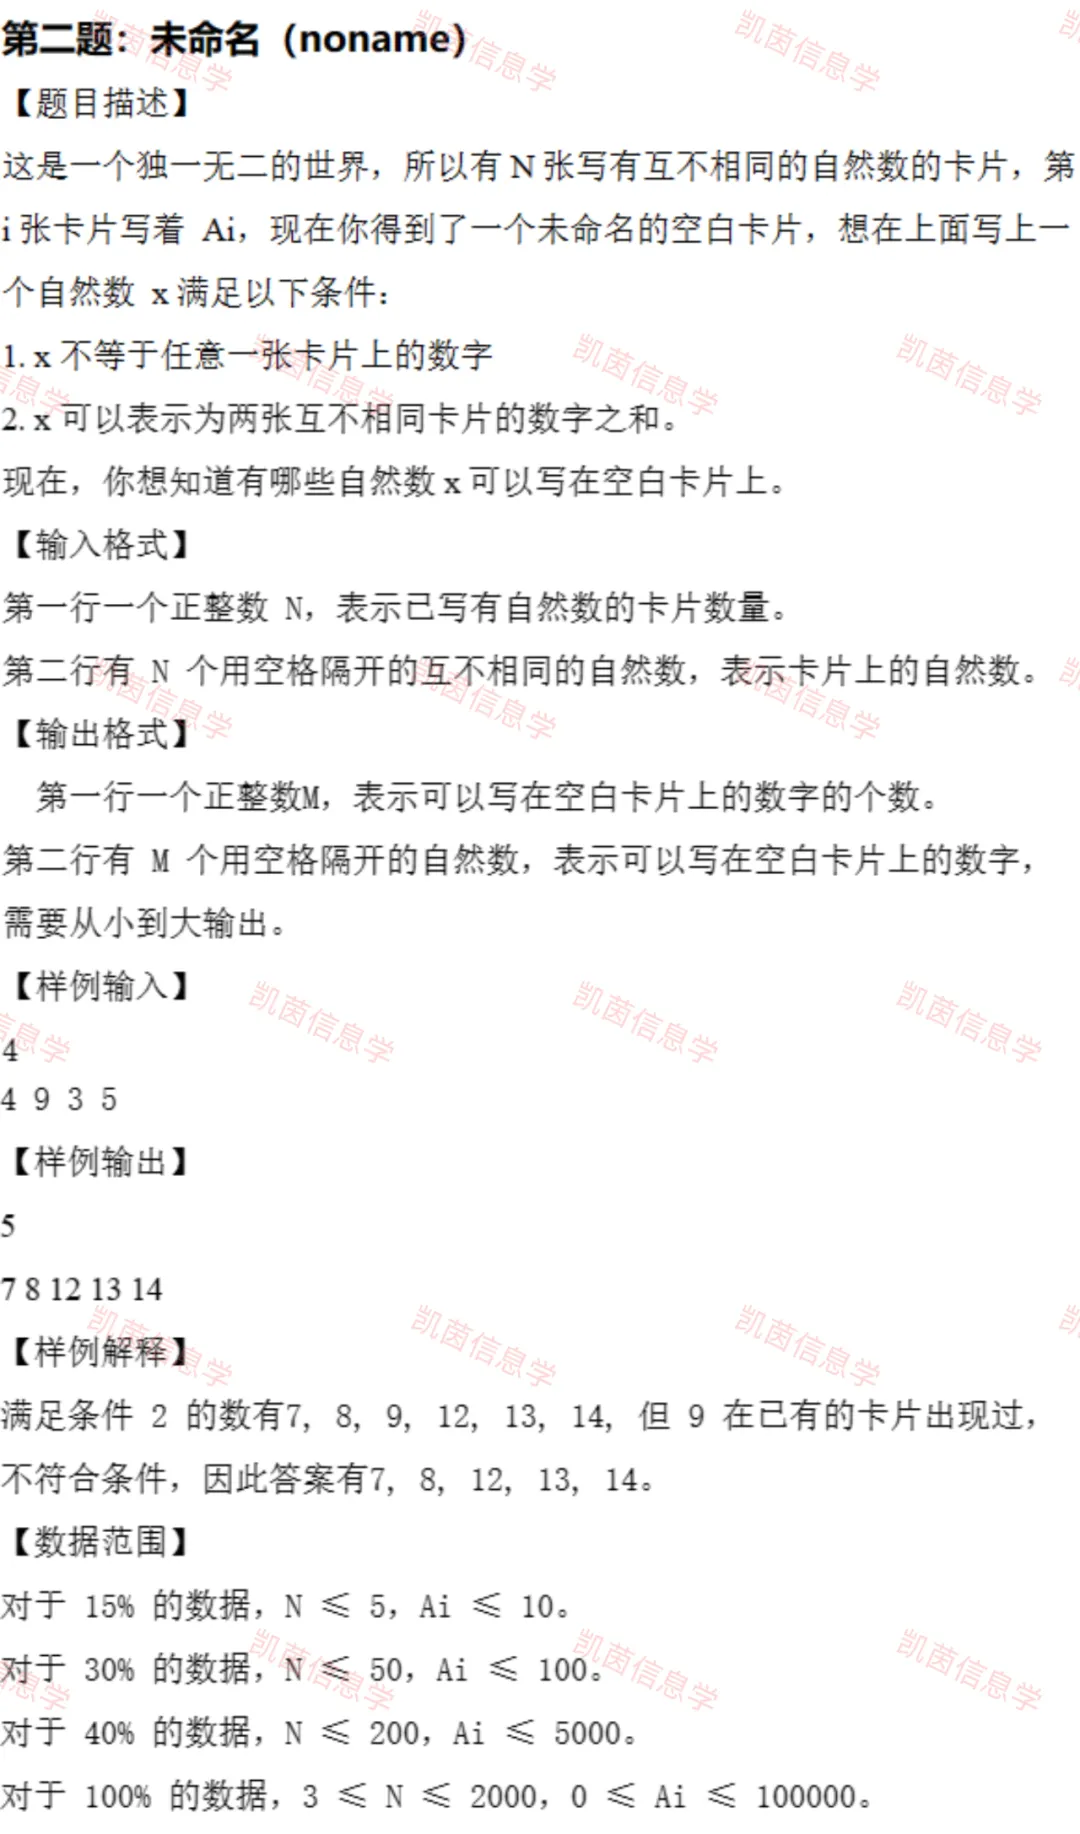 第二题：未命名（noname）
【题目描述】
这是一个独一无二的世界，所以有 N 张写有互不相同的自然数的卡片，第
i 张卡片写着 Ai，现在你得到了一个未命名的空白卡片，想在上面写上一
个自然数 x 满足以下条件：
1. x 不等于任意一张卡片上的数字
2. x 可以表示为两张互不相同卡片的数字之和。
现在，你想知道有哪些自然数 x 可以写在空白卡片上。
【输入格式】
第一行一个正整数 N，表示已写有自然数的卡片数量。
第二行有 N 个用空格隔开的互不相同的自然数，表示卡片上的自然数。
【输出格式】
第一行一个正整数M，表示可以写在空白卡片上的数字的个数。
第二行有 M 个用空格隔开的自然数，表示可以写在空白卡片上的数字，
需要从小到大输出。
【样例输入】
4
4 9 3 5
【样例输出】
5
7 8 12 13 14
【样例解释】
满足条件 2 的数有7, 8, 9, 12, 13, 14, 但 9 在已有的卡片出现过，
不符合条件，因此答案有7, 8, 12, 13, 14。
【数据范围】
对于 15% 的数据，N ≤ 5，Ai ≤ 10。
对于 30% 的数据，N ≤ 50，Ai ≤ 100。
对于 40% 的数据，N ≤ 200，Ai ≤ 5000。
对于 100% 的数据，3 ≤ N ≤ 2000，0 ≤ Ai ≤ 100000。
凯茵信息学